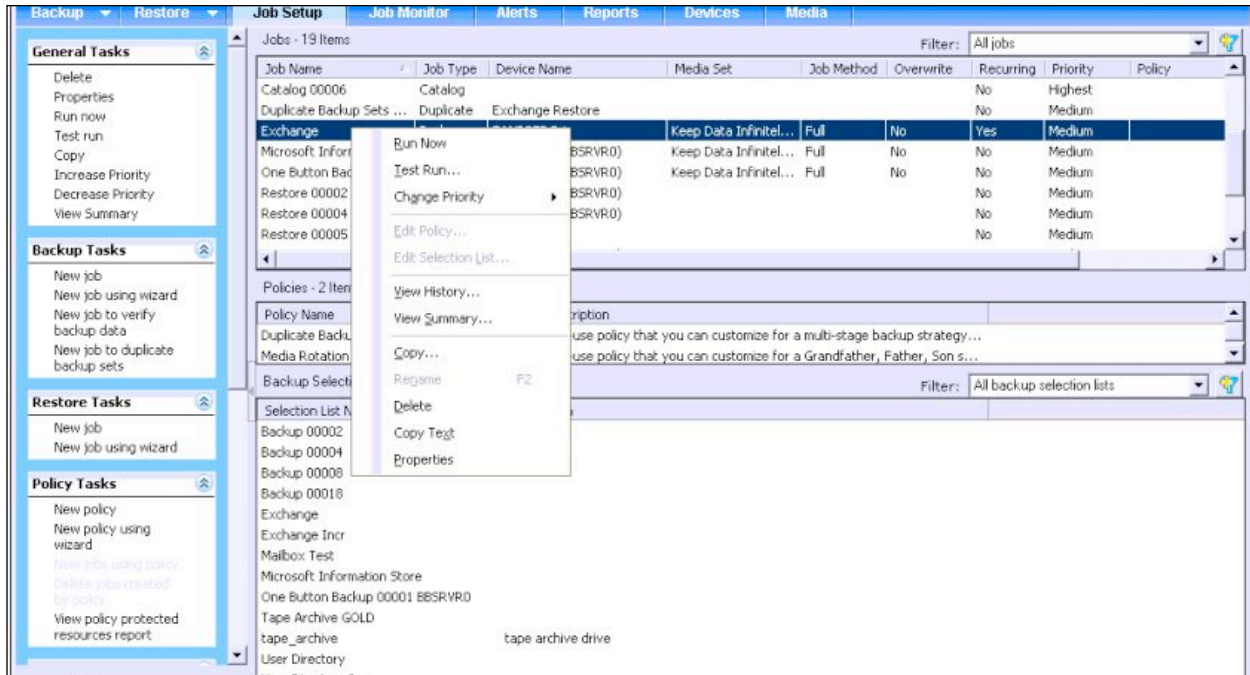 Backup Restore Job Setup Job Monitor Alerts Reports Devices Media
General Tasks
Delete
Properties
Run now
Test run
Copy
Increase Priority
Decrease Priority
View Summary
Backup Tasks
New job
New job using wizard
New job to verify
backup data
New job to duplicate
backup sets
Restore Tasks
New job
New job using wizard
Policy Tasks
New policy
New policy using
wizard
New jobs using policy
Delete jobs created
by policy
View policy protected
resources report
Jobs - 19 Items Filter: All jobs
Job Name Job Type Device Name Media Set Job Method Overwrite Recurring Priority Policy
Catalog 00006 Catalog No Highest
Duplicate Backup Sets ... Duplicate Exchange Restore No Medium
Exchange Keep Data Infinitel... Full No Yes Medium
Microsoft Infor BSRVR0) Keep Data Infinitel... Full No No Medium
One Button Bac BSRVR0) Keep Data Infinitel... Full No No Medium
Restore 00002 BSRVR0) No Medium
Restore 00004 BSRVR0) No Medium
Restore 00005 No Medium
Run Now
Test Run...
Change Priority
Edit Policy...
Edit Selection List...
View History...
View Summary...
Copy...
Rename F2
Delete
Copy Text
Properties
Policies - 2 Iten
Policy Name ription
Duplicate Backu use policy that you can customize for a multi-stage backup strategy...
Media Rotation use policy that you can customize for a Grandfather, Father, Son s...
Backup Selecti Filter: All backup selection lists
Selection List N
Backup 00002
Backup 00004
Backup 00008
Backup 00018
Exchange
Exchange Incr
Mailbox Test
Microsoft Information Store
One Button Backup 00001 BBSRVR0
Tape Archive GOLD
tape_archive tape archive drive
User Directory